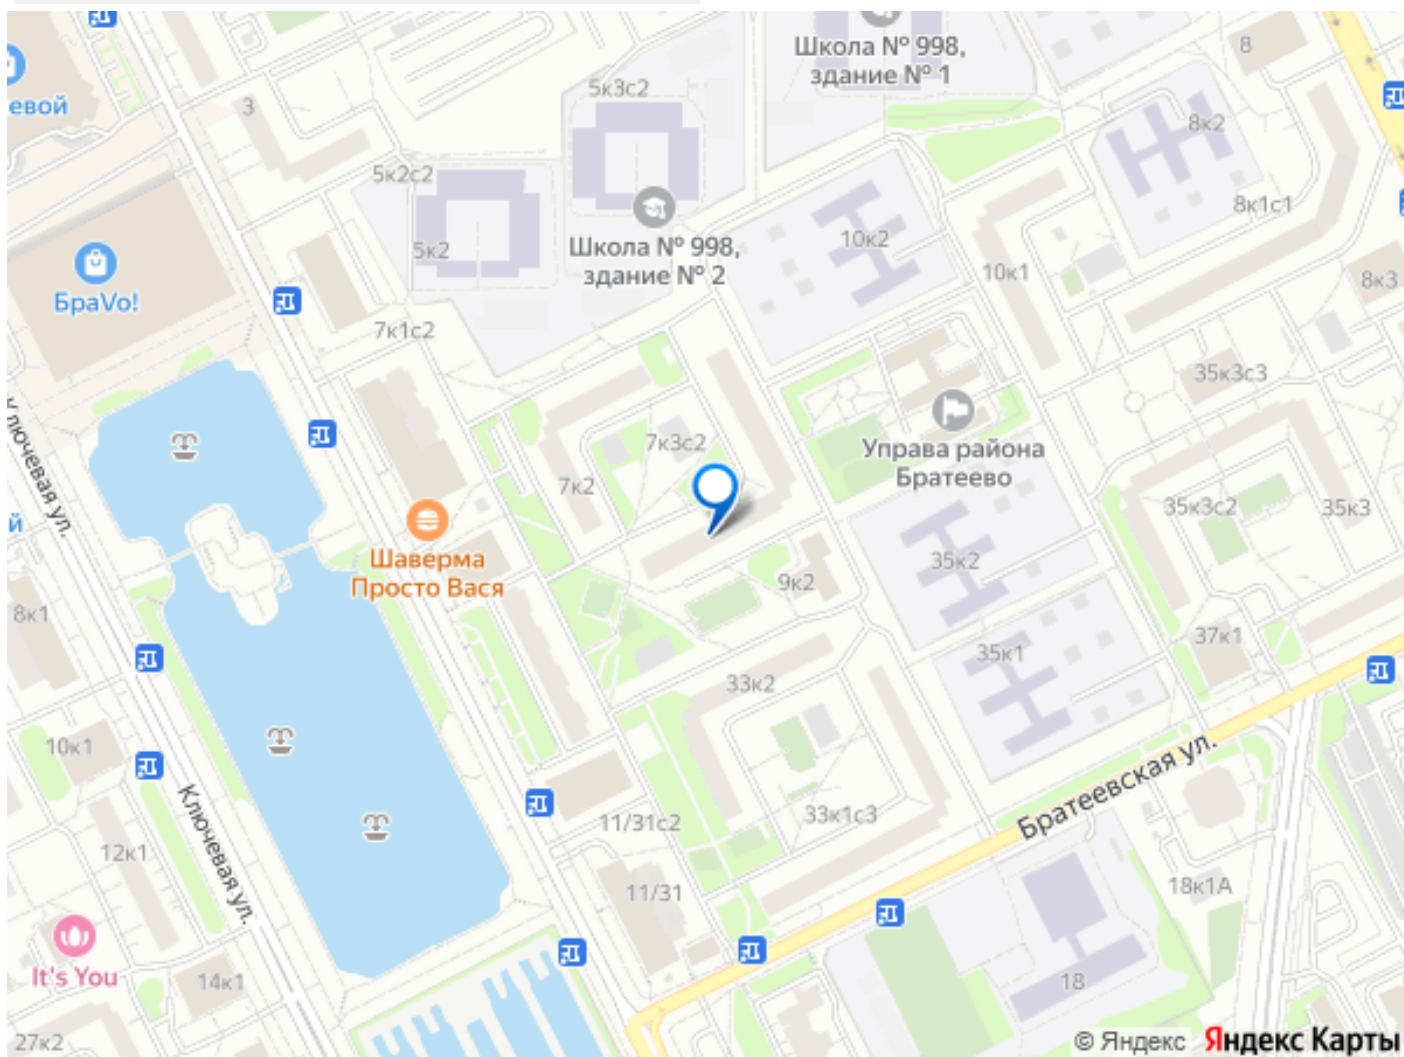 Школа № 998,
здание № 1
8
евой
3
5к3с2
8к2
5к2с2
8к1с1
5к2
Школа № 998,
здание № 2
10к2
10к1
8к3
БраVo!
7к1с2
35к3с3
Ключевая ул.
7к3с2
Управа района
Братеево
7к2
35к3с2
35к3
й
Шаверма
Просто Вася
35к2
9к2
8к1
37к1
35к1
33к2
10к1
Братеевская ул.
Ключевая ул.
11/31с2
33к1с3
12к1
11/31
18к1А
It's You
14к1
18
27к2
© Яндекс Яндекс Карты